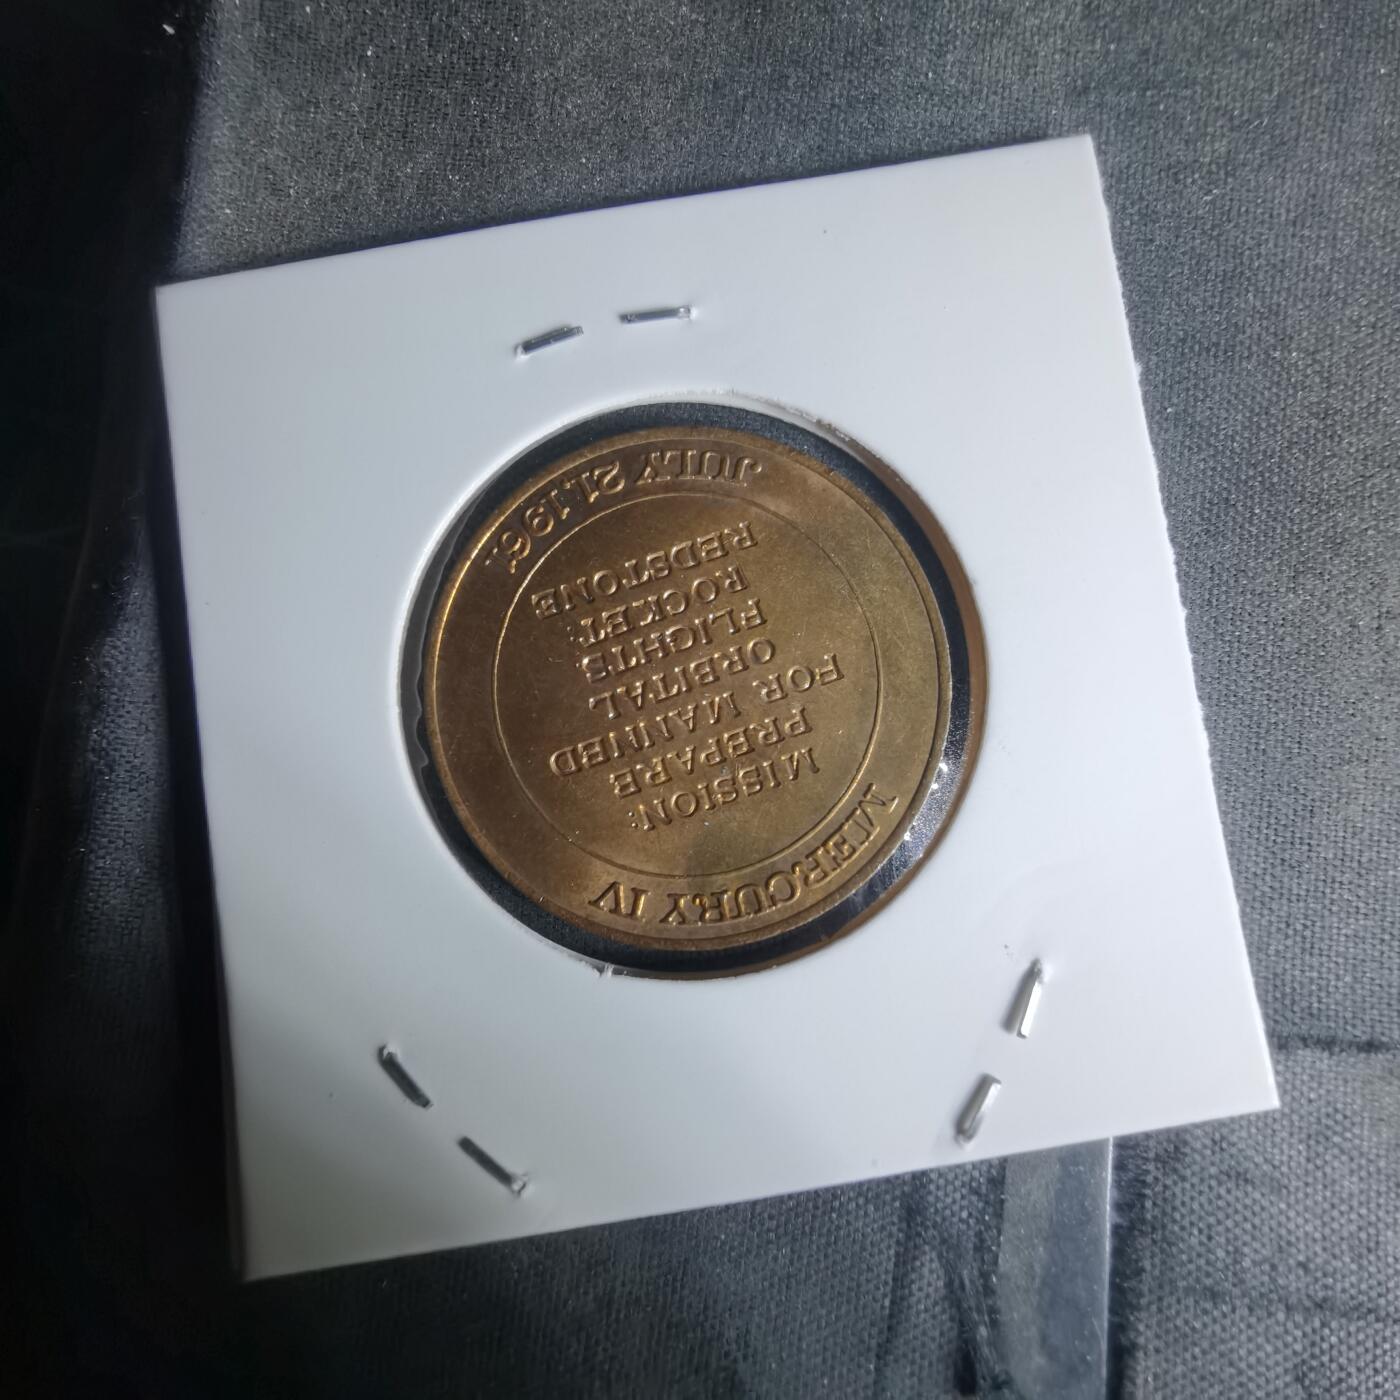 MERCURY IV
MISSION:
PREPARE
FOR MANNED
ORBITAL
FLIGHTS
ROCKET:
REDSTONE
JULY 21, 1961